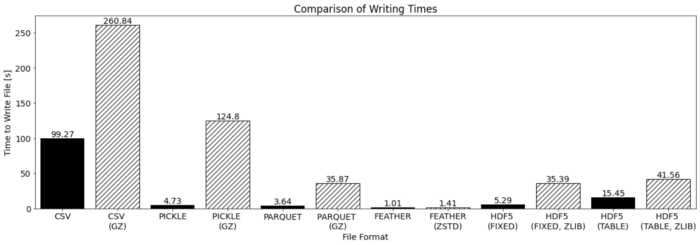 Comparison of Writing Times
Time to Write File [s]
250
200
150
100
50
0
99.27
260.84
4.73
124.8
3.64
35.87
1.01
1.41
5.29
35.39
15.45
41.56
CSV
CSV
(GZ)
PICKLE
PICKLE
(GZ)
PARQUET
PARQUET
(GZ)
FEATHER
FEATHER
(ZSTD)
HDF5
(FIXED)
HDF5
(FIXED, ZLIB)
HDF5
(TABLE)
HDF5
(TABLE, ZLIB)
File Format